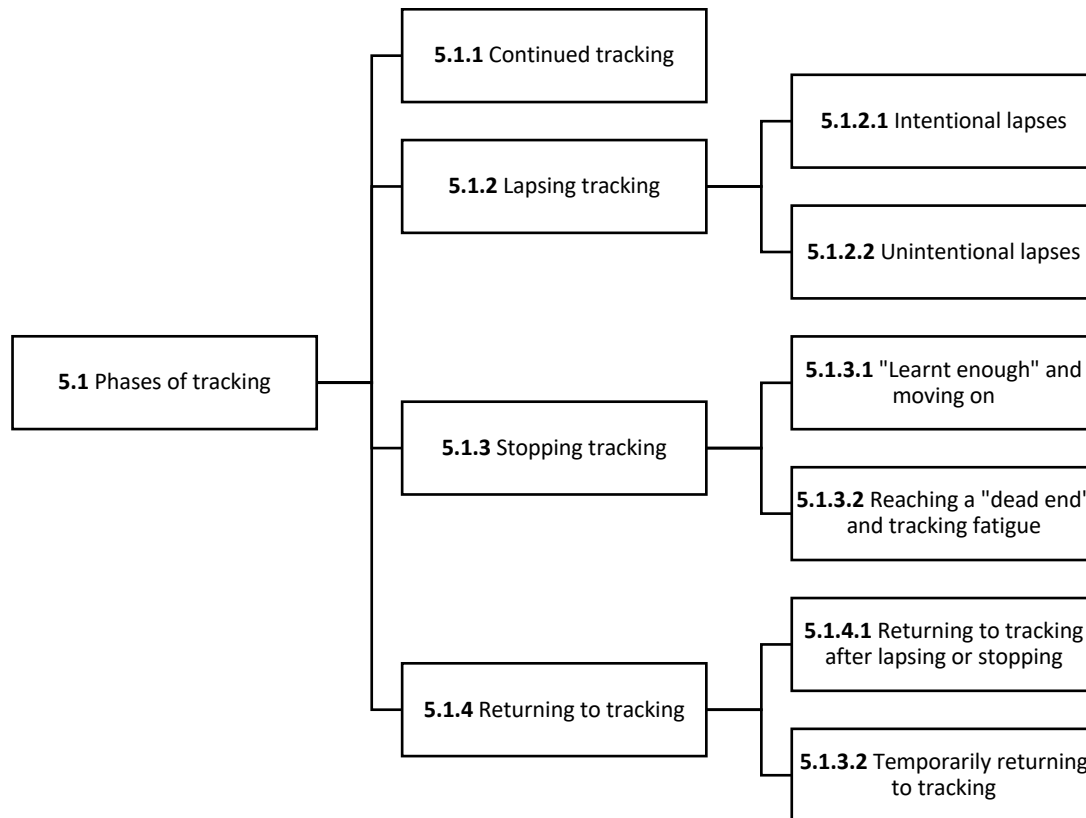 5.1 Phases of tracking
5.1.1 Continued tracking
5.1.2 Lapsing tracking
5.1.2.1 Intentional lapses
5.1.2.2 Unintentional lapses
5.1.3 Stopping tracking
5.1.3.1 "Learnt enough" and
moving on
5.1.3.2 Reaching a "dead end"
and tracking fatigue
5.1.4 Returning to tracking
5.1.4.1 Returning to tracking
after lapsing or stopping
5.1.3.2 Temporarily returning
to tracking